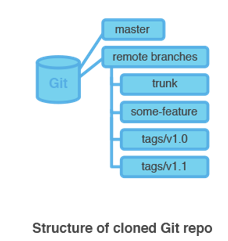 master
remote branches
Git
trunk
some-feature
tags/v1.0
tags/v1.1
Structure of cloned Git repo